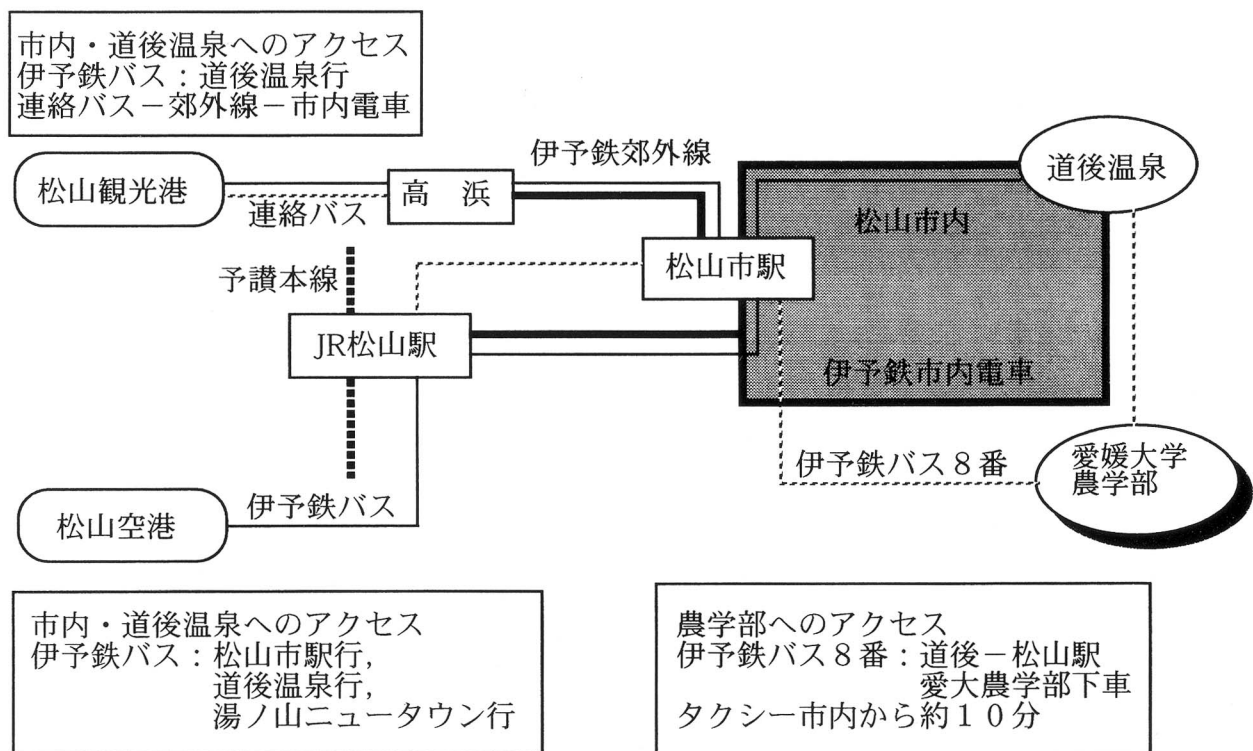 市内・道後温泉へのアクセス
伊予鉄バス：道後温泉行
連絡バス－郊外線－市内電車
伊予鉄郊外線
道後温泉
松山観光港
高　浜
連絡バス
松山市内
松山市駅
予讃本線
JR松山駅
伊予鉄市内電車
伊予鉄バス８番
愛媛大学
農学部
伊予鉄バス
松山空港
市内・道後温泉へのアクセス
伊予鉄バス：松山市駅行，
道後温泉行，
湯ノ山ニュータウン行
農学部へのアクセス
伊予鉄バス８番：道後－松山駅
愛大農学部下車
タクシー市内から約１０分